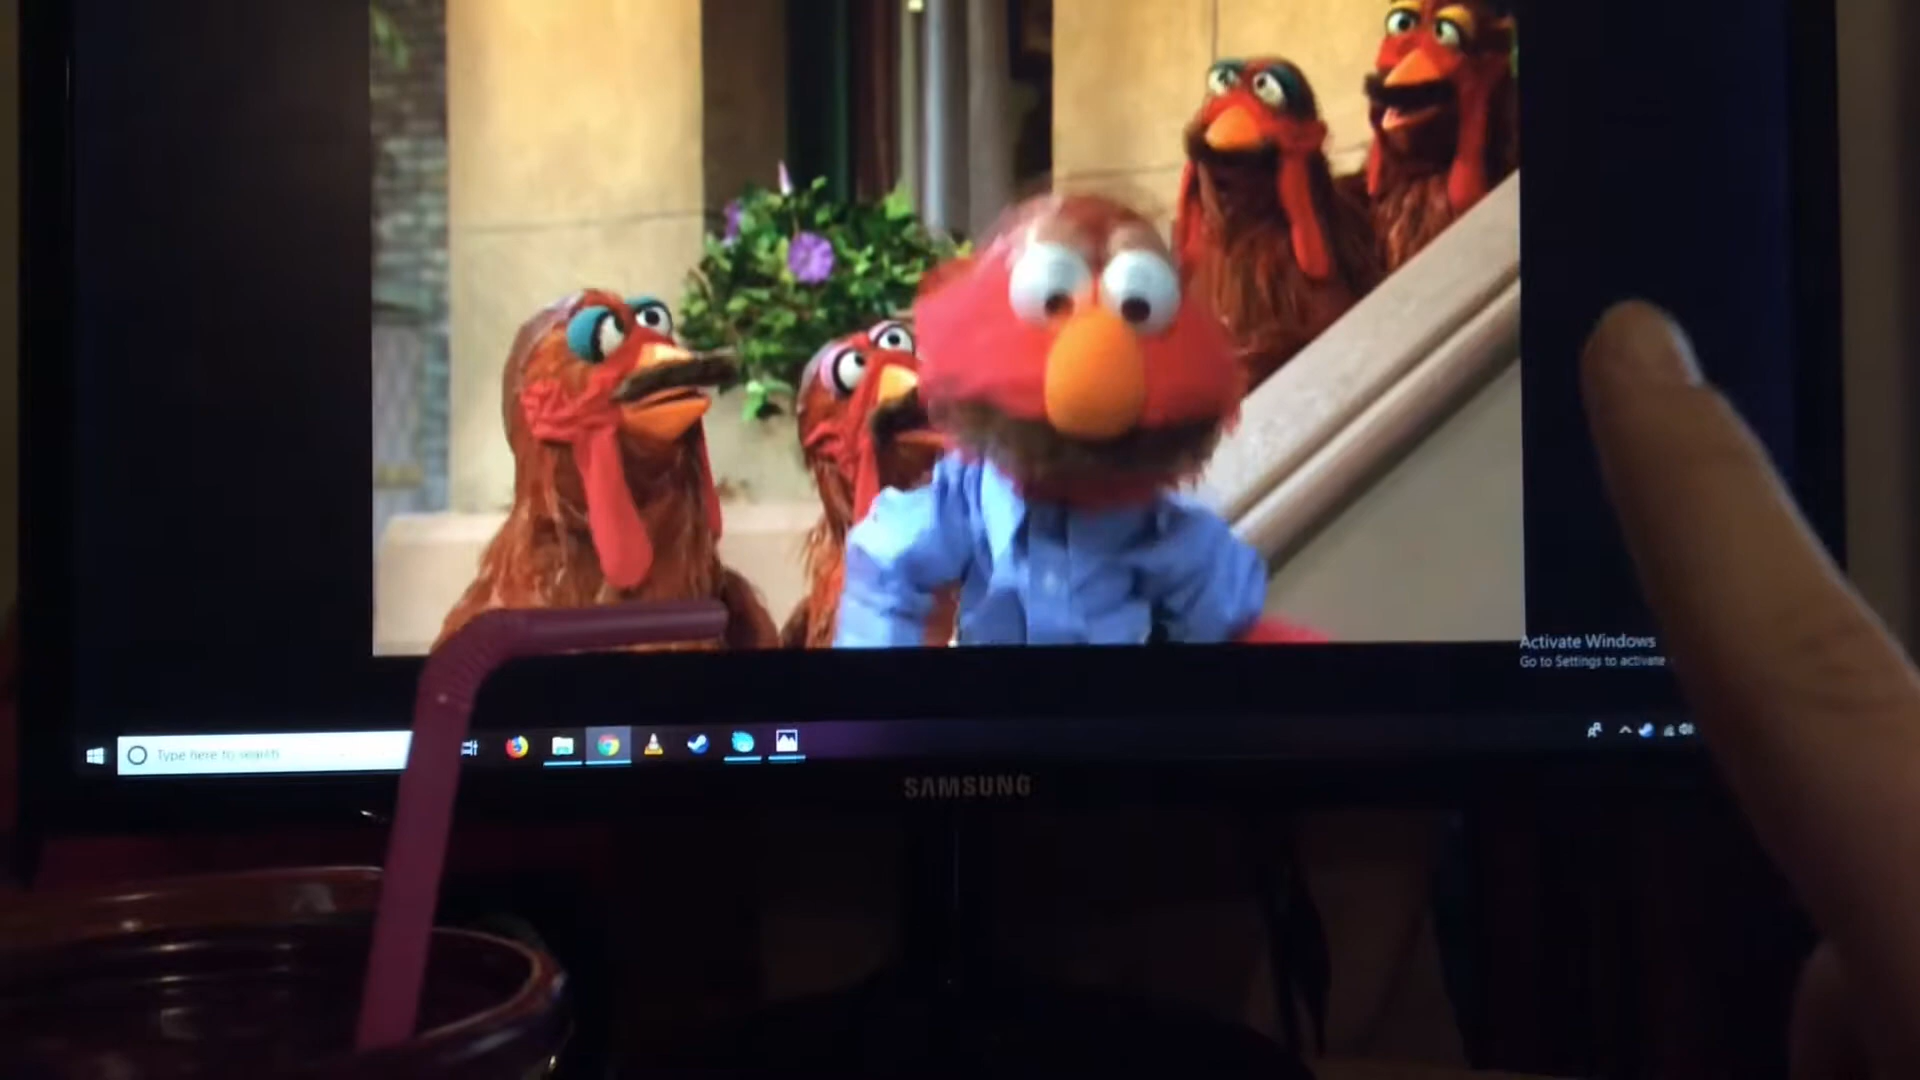 Activate Windows
Go to Settings to activate
Type here to search
SAMSUNG